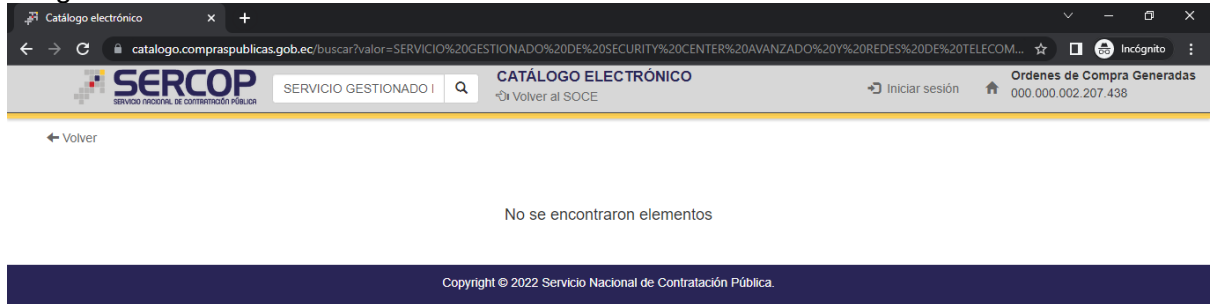 Catálogo electrónico
catalogo.compraspublicas.gob.ec/buscar?valor=SERVICIO%20GESTIONADO%20DE%20SECURITY%20CENTER%20AVANZADO%20Y%20REDES%20DE%20TELECOM...
Incógnito
SERCOP
SERVICIO NACIONAL DE CONTRATACIÓN PÚBLICA
SERVICIO GESTIONADO
CATÁLOGO ELECTRÓNICO
Volver al SOCE
Iniciar sesión
Ordenes de Compra Generadas
000.000.002.207.438
Volver
No se encontraron elementos
Copyright © 2022 Servicio Nacional de Contratación Pública.